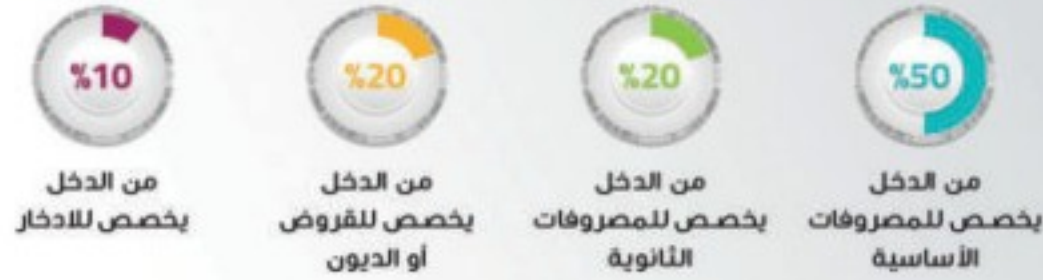 %50
من الدخل
يخصص للمصروفات
الأساسية
%20
من الدخل
يخصص للمصروفات
الثانوية
%20
من الدخل
يخصص للقروض
أو الديون
%10
من الدخل
يخصص للادخار